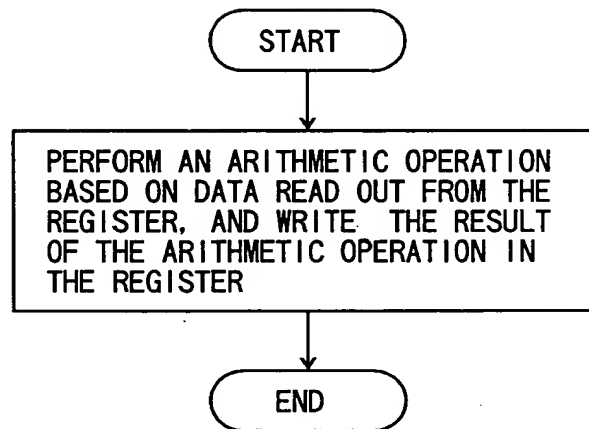 START
PERFORM AN ARITHMETIC OPERATION
BASED ON DATA READ OUT FROM THE
REGISTER, AND WRITE THE RESULT
OF THE ARITHMETIC OPERATION IN
THE REGISTER
END